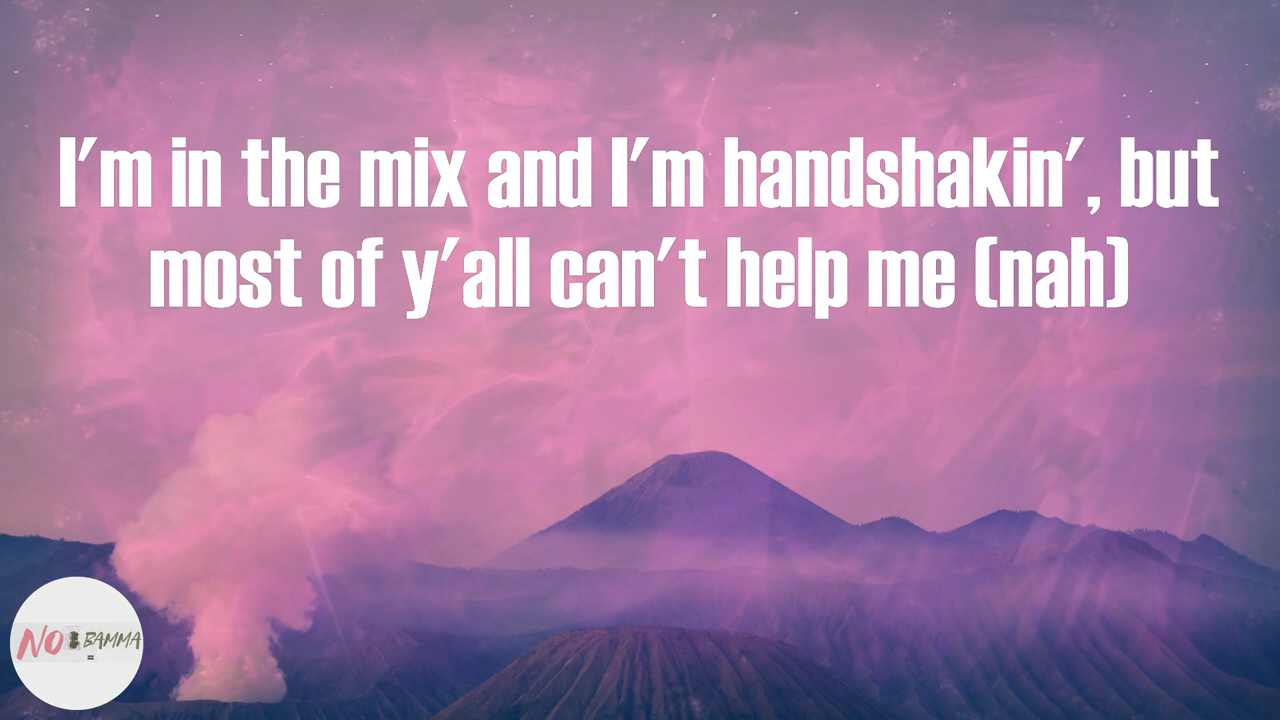 I'm in the mix and I'm handshakin', but
most of y'all can't help me (nah)
NO BAMMA